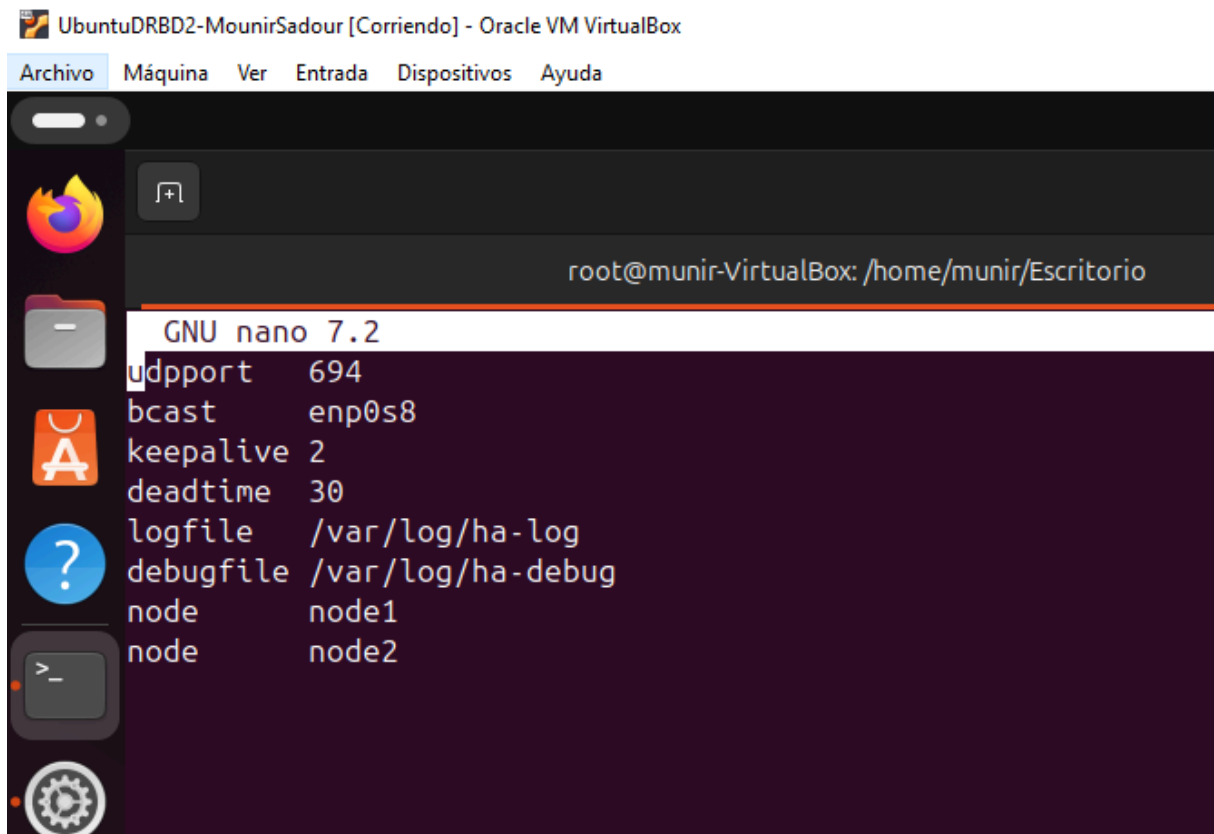 UbuntuDRBD2-MounirSadour [Corriendo] - Oracle VM VirtualBox
Archivo Máquina Ver Entrada Dispositivos Ayuda
root@munir-VirtualBox: /home/munir/Escritorio
GNU nano 7.2
udpport 694
bcast enp0s8
keepalive 2
deadtime 30
logfile /var/log/ha-log
debugfile /var/log/ha-debug
node node1
node node2